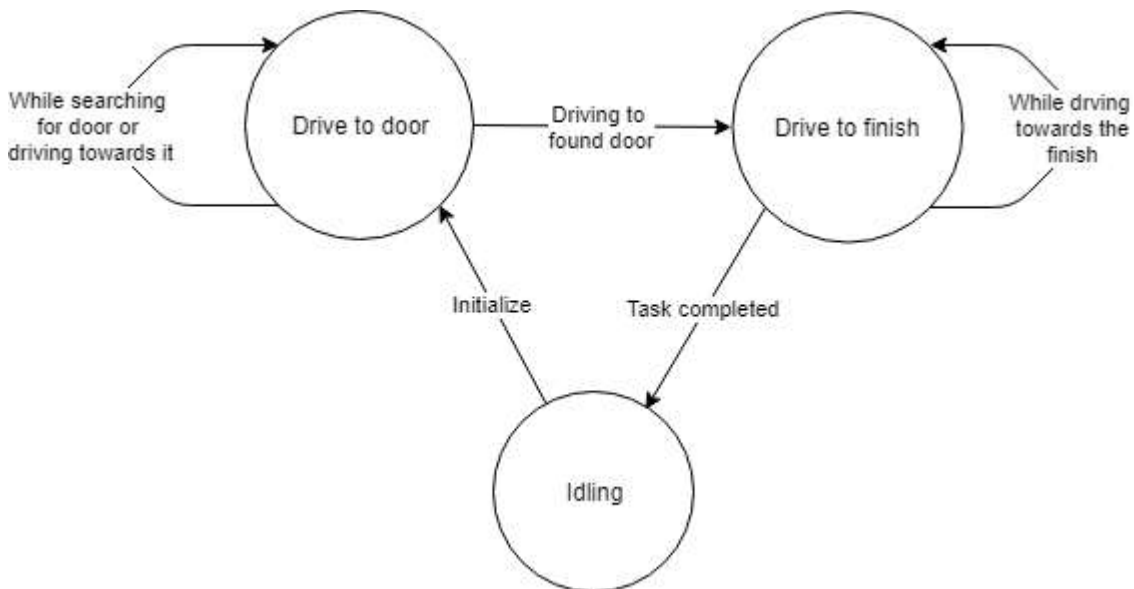 While searching
for door or
driving towards it
Drive to door
Driving to
found door
Drive to finish
While drving
towards the
finish
Initialize
Task completed
Idling